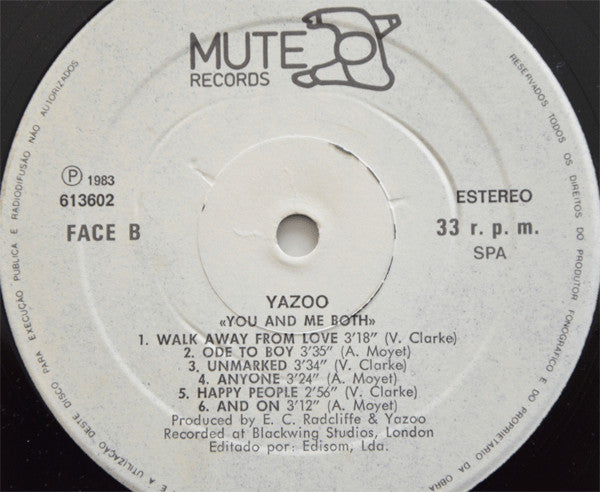 MUTE
RECORDS
RESERVADOS TODOS OS DIREITOS DO PRODUTOR FONOGRÁFICO E DO PROPRIETÁRIO DA OBRA
E A UTILIZAÇÃO DESTE DISCO PARA EXECUÇÃO PÚBLICA E RADIODIFUSÃO NÃO AUTORIZADOS
Ⓟ 1983
613602
FACE B
ESTEREO
33 r. p. m.
SPA
YAZOO
«YOU AND ME BOTH»
1. WALK AWAY FROM LOVE 3'18" (V. Clarke)
2. ODE TO BOY 3'35" (A. Moyet)
3. UNMARKED 3'34" (V. Clarke)
4. ANYONE 3'24" (A. Moyet)
5. HAPPY PEOPLE 2'56" (V. Clarke)
6. AND ON 3'12" (A. Moyet)
Produced by E. C. Radcliffe & Yazoo
Recorded at Blackwing Studios, London
Editado por: Edisom, Lda.